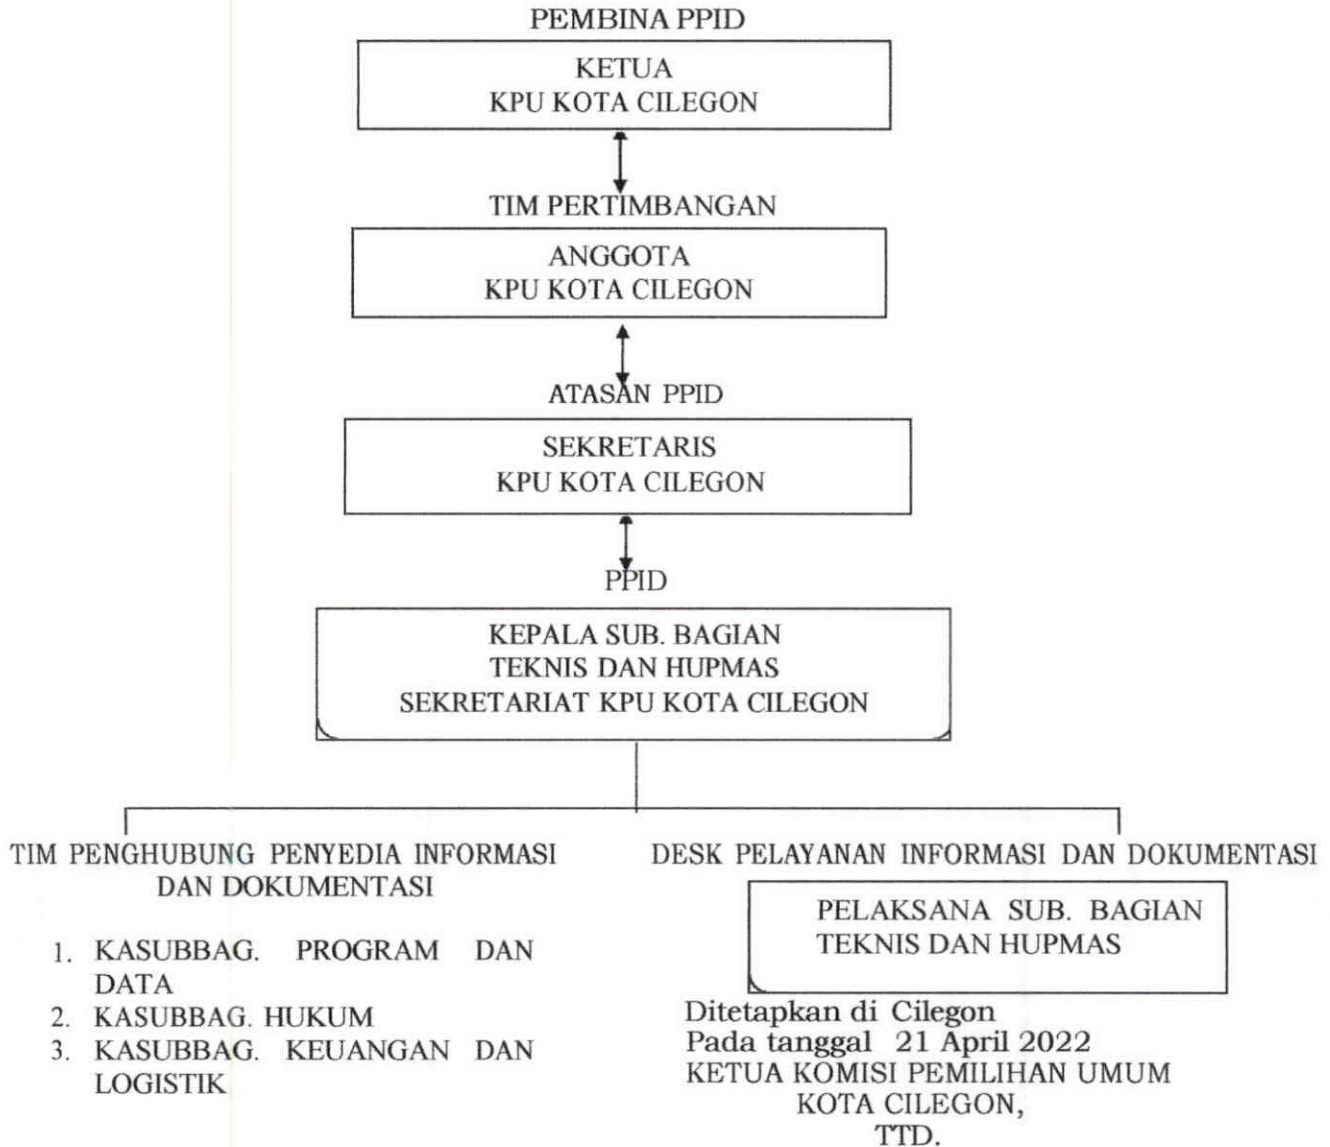 PEMBINA PPID
KETUA
KPU KOTA CILEGON
TIM PERTIMBANGAN
ANGGOTA
KPU KOTA CILEGON
ATASAN PPID
SEKRETARIS
KPU KOTA CILEGON
PPID
KEPALA SUB. BAGIAN
TEKNIS DAN HUPMAS
SEKRETARIAT KPU KOTA CILEGON
TIM PENGHUBUNG PENYEDIA INFORMASI
DAN DOKUMENTASI
1. KASUBBAG. PROGRAM DAN
DATA
2. KASUBBAG. HUKUM
3. KASUBBAG. KEUANGAN DAN
LOGISTIK
DESK PELAYANAN INFORMASI DAN DOKUMENTASI
PELAKSANA SUB. BAGIAN
TEKNIS DAN HUPMAS
Ditetapkan di Cilegon
Pada tanggal 21 April 2022
KETUA KOMISI PEMILIHAN UMUM
KOTA CILEGON,
TTD.